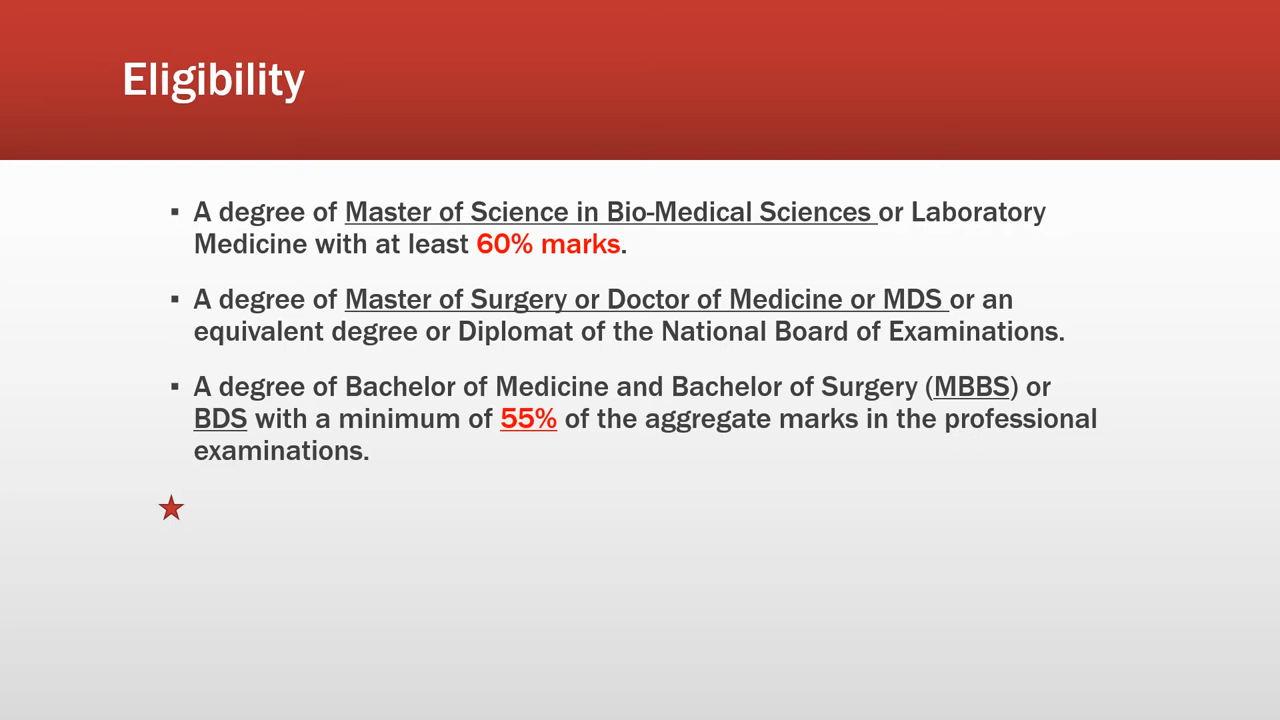 Eligibility
▪ A degree of Master of Science in Bio-Medical Sciences or Laboratory
Medicine with at least 60% marks.
▪ A degree of Master of Surgery or Doctor of Medicine or MDS or an
equivalent degree or Diplomat of the National Board of Examinations.
▪ A degree of Bachelor of Medicine and Bachelor of Surgery (MBBS) or
BDS with a minimum of 55% of the aggregate marks in the professional
examinations.